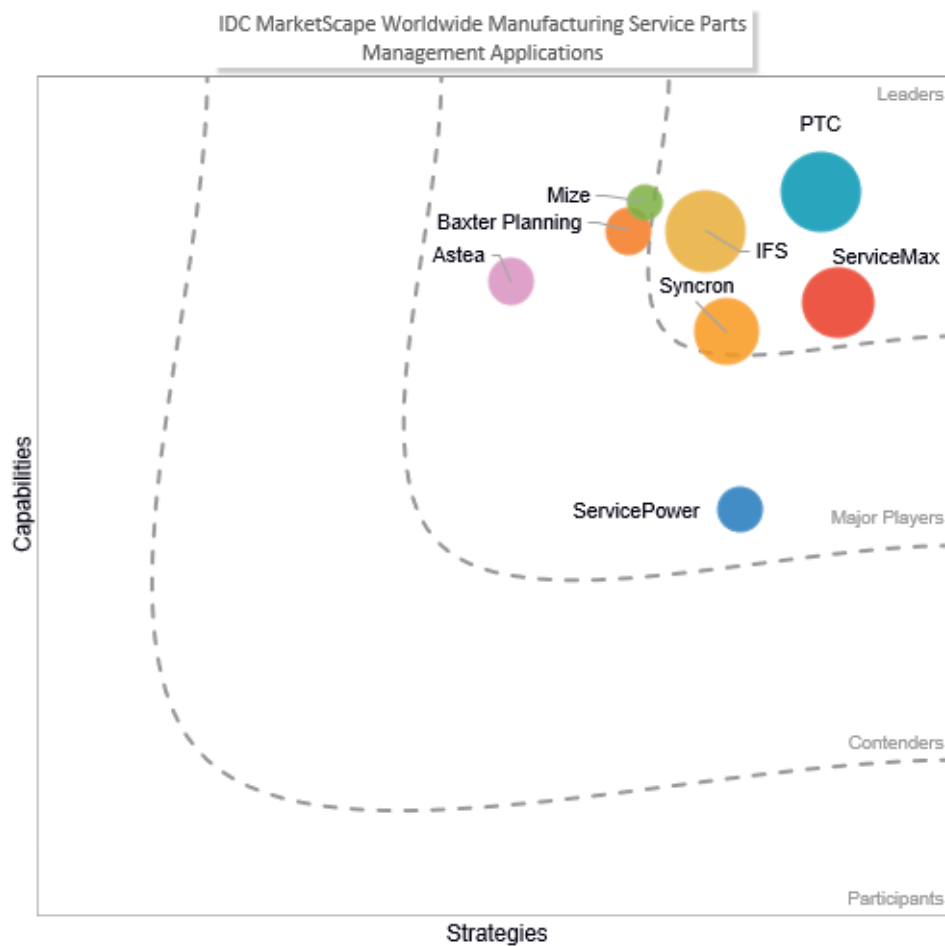 IDC MarketScape Worldwide Manufacturing Service Parts
Management Applications
Leaders
PTC
Mize
Baxter Planning
IFS
Astea
ServiceMax
Syncron
Capabilities
ServicePower
Major Players
Contenders
Participants
Strategies